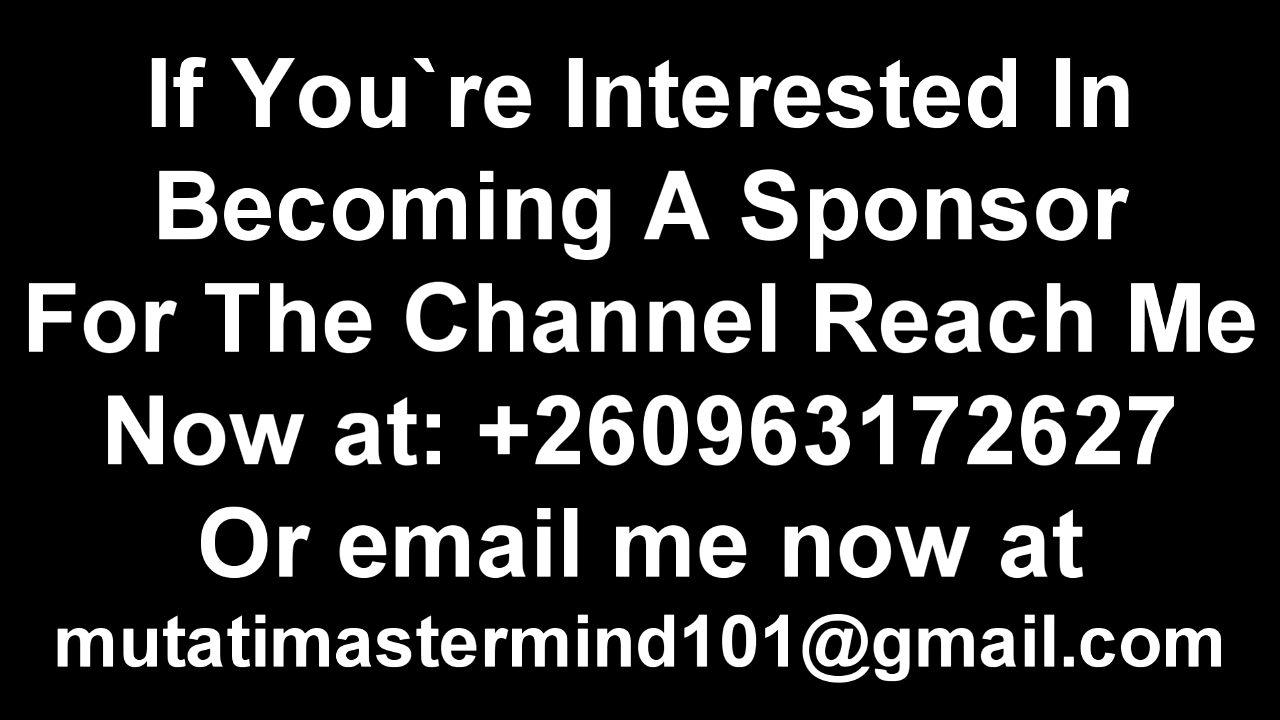 If You`re Interested In
Becoming A Sponsor
For The Channel Reach Me
Now at: +260963172627
Or email me now at
mutatimastermind101@gmail.com